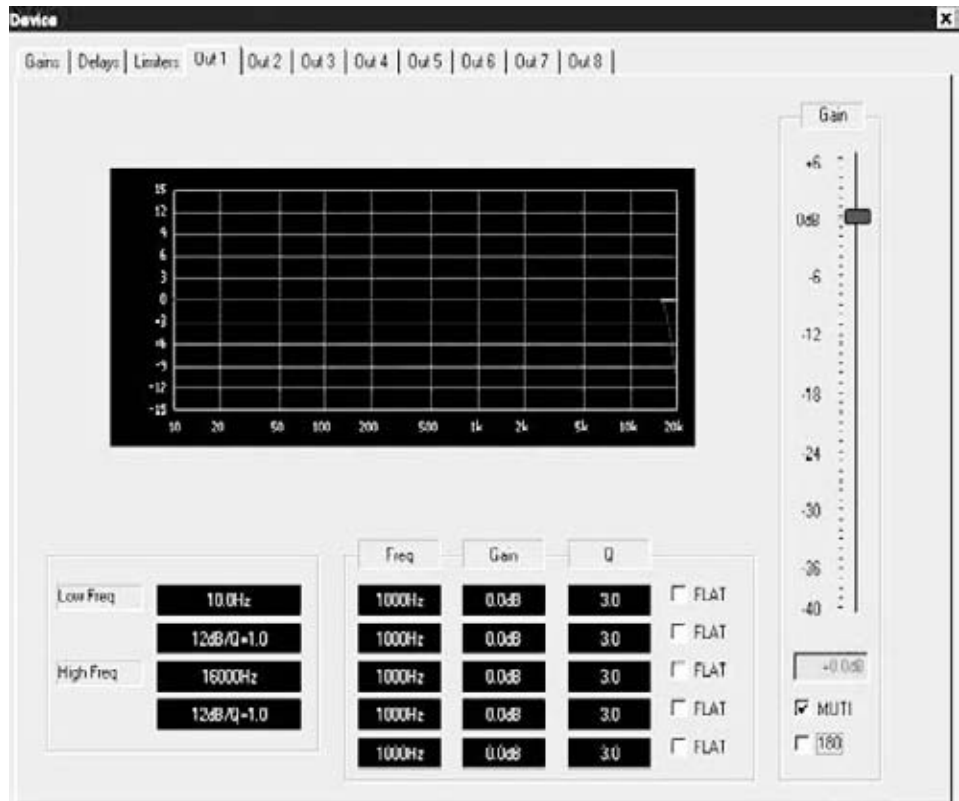 Device
Gains Delays Limiters Out 1 Out 2 Out 3 Out 4 Out 5 Out 6 Out 7 Out 8
Gain
+6
0dB
-6
-12
-18
-24
-30
-36
-40
+0.0dB
MUTI
180
15
12
9
6
3
0
-3
-6
-9
-12
-15
10 20 50 100 200 500 1k 2k 5k 10k 20k
Low Freq 10.0Hz
12dB/Q=1.0
High Freq 16000Hz
12dB/Q=1.0
Freq Gain Q
1000Hz 0.0dB 3.0 FLAT
1000Hz 0.0dB 3.0 FLAT
1000Hz 0.0dB 3.0 FLAT
1000Hz 0.0dB 3.0 FLAT
1000Hz 0.0dB 3.0 FLAT